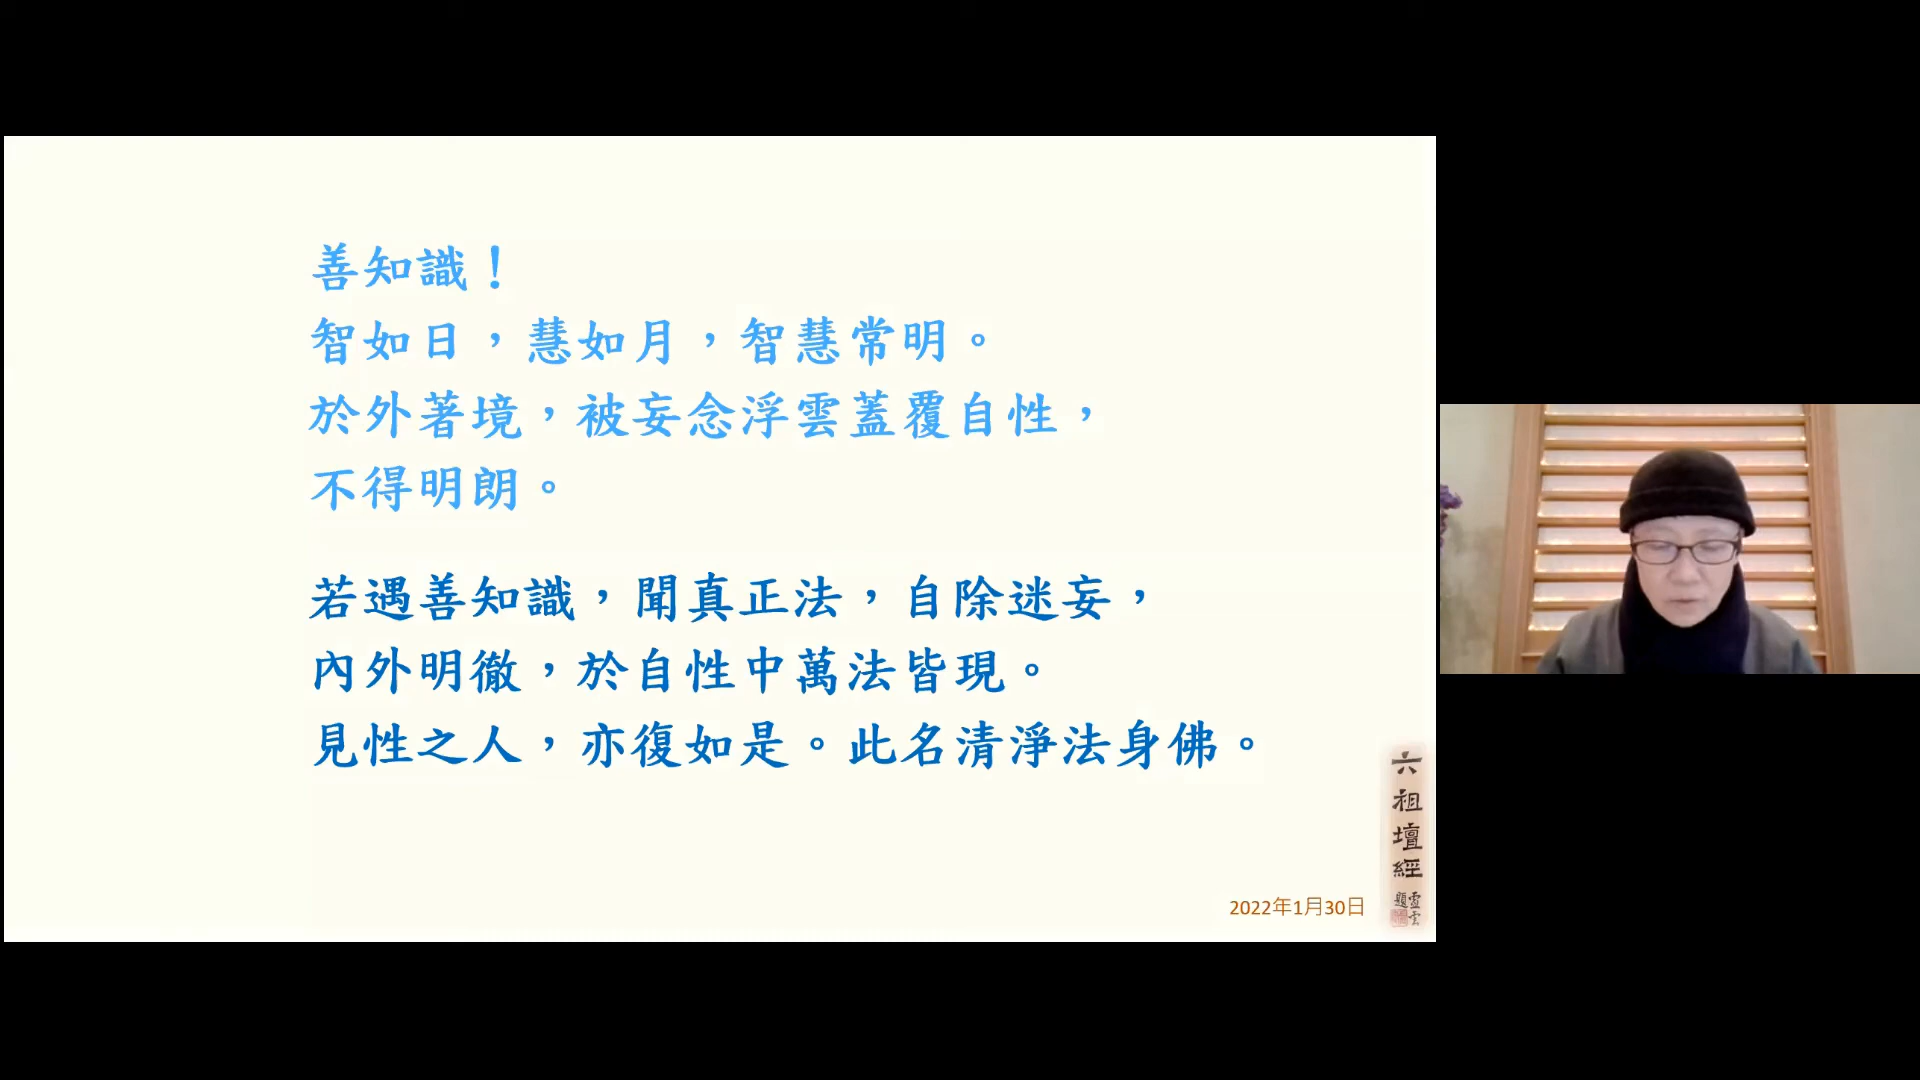 善知識！
智如日，慧如月，智慧常明。
於外著境，被妄念浮雲蓋覆自性，
不得明朗。
若遇善知識，聞真正法，自除迷妄，
內外明徹，於自性中萬法皆現。
見性之人，亦復如是。此名清淨法身佛。
六祖壇經
虛雲題
2022年1月30日